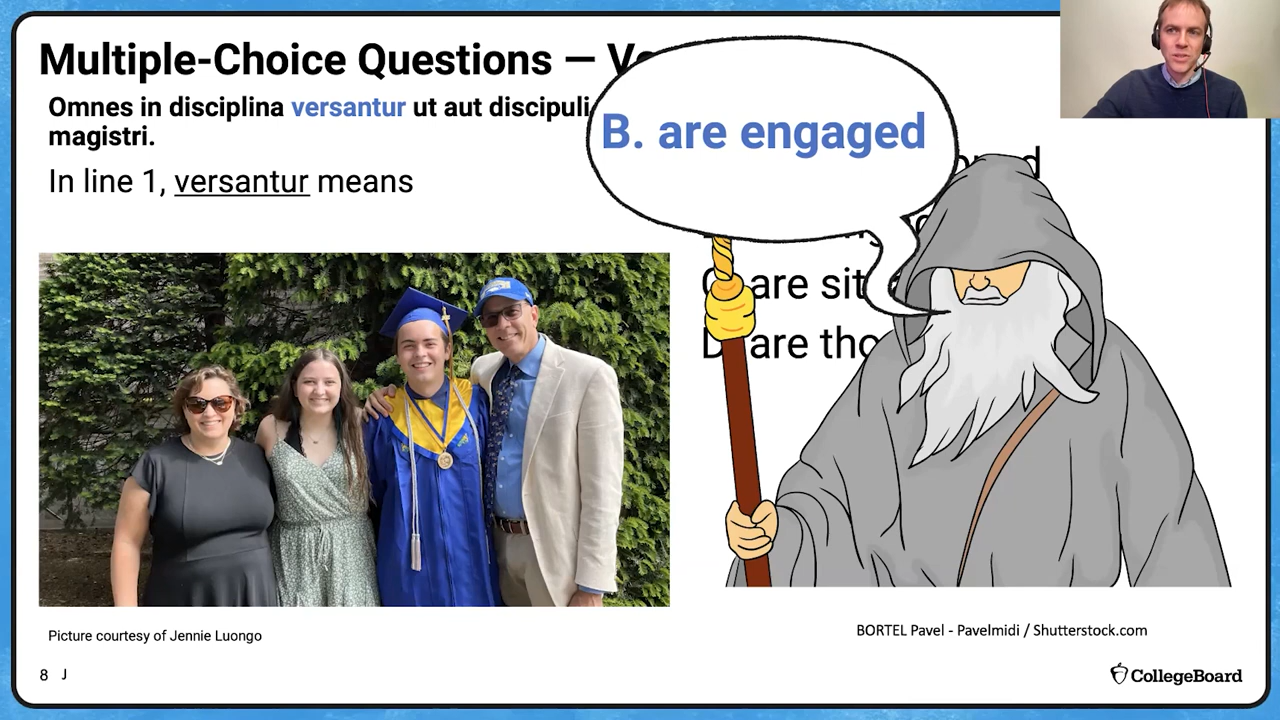 Multiple-Choice Questions —
Omnes in disciplina versantur ut aut discipuli
magistri.
In line 1, versantur means
B. are engaged
are sit
D. are tho
Picture courtesy of Jennie Luongo
BORTEL Pavel - Pavelmidi / Shutterstock.com
8 J
CollegeBoard